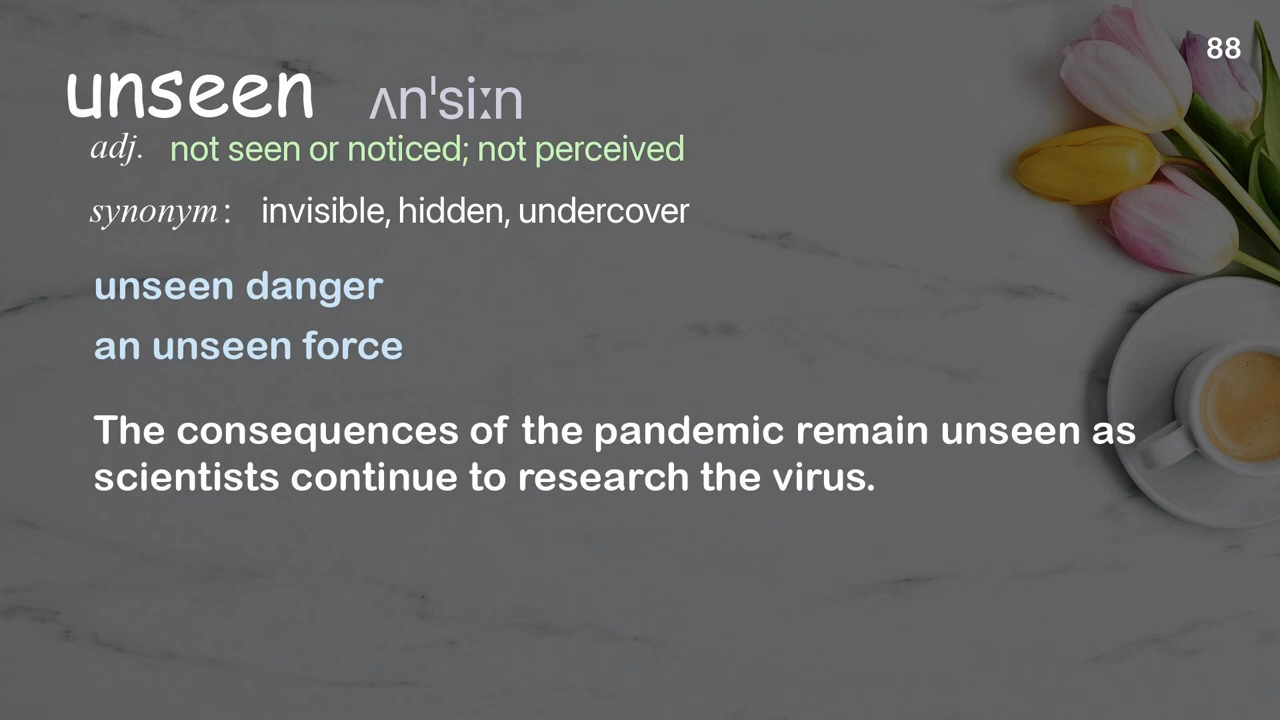 88
unseen ʌnˈsiːn
adj. not seen or noticed; not perceived
synonym: invisible, hidden, undercover
unseen danger
an unseen force
The consequences of the pandemic remain unseen as
scientists continue to research the virus.